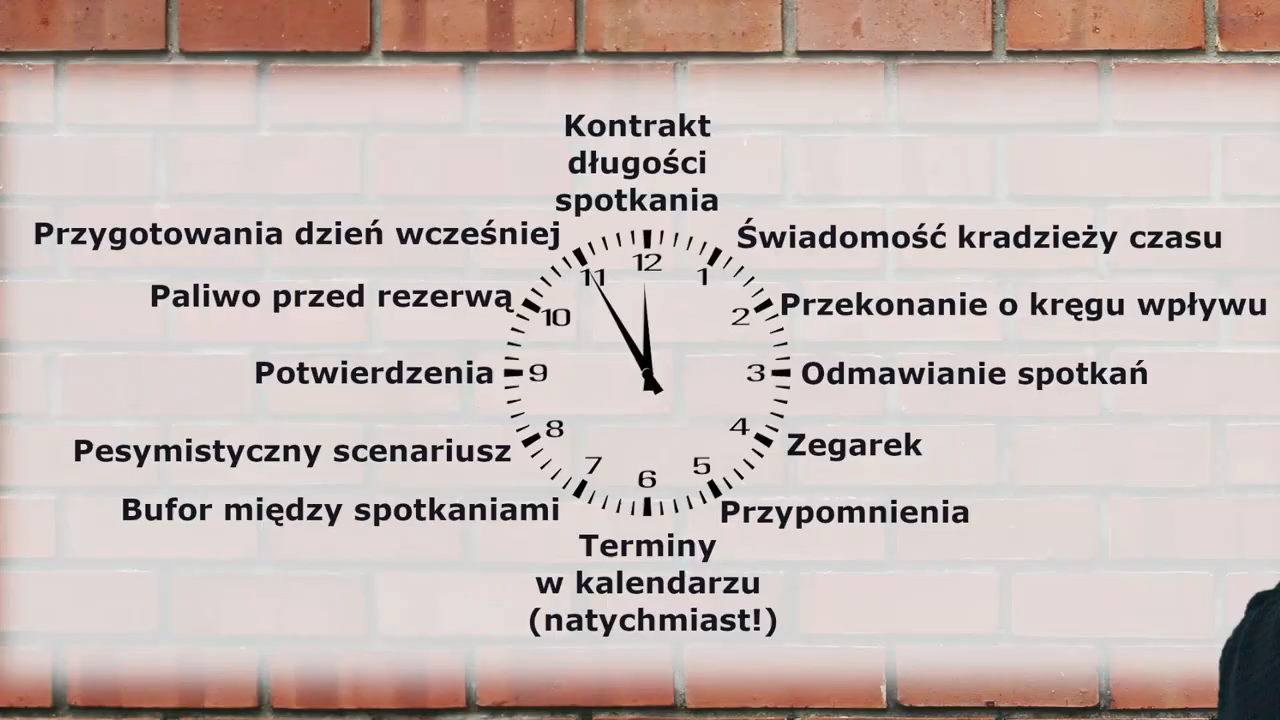 Kontrakt
długości
spotkania
Przygotowania dzień wcześniej
Świadomość kradzieży czasu
Paliwo przed rezerwą
Przekonanie o kręgu wpływu
Potwierdzenia
Odmawianie spotkań
Pesymistyczny scenariusz
Zegarek
Bufor między spotkaniami
Przypomnienia
Terminy
w kalendarzu
(natychmiast!)
12
1
2
3
4
5
6
7
8
9
10
11